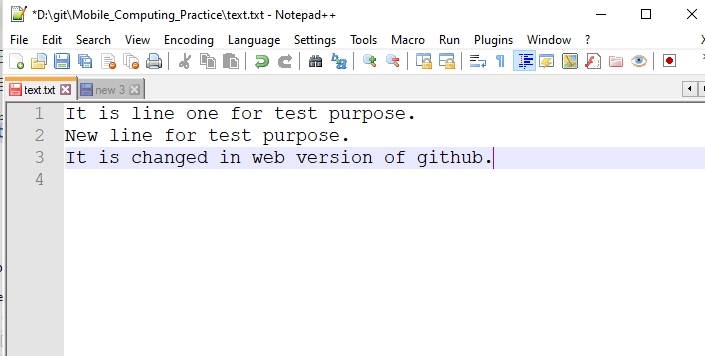 *D:\git\Mobile_Computing_Practice\text.txt - Notepad++
File Edit Search View Encoding Language Settings Tools Macro Run Plugins Window ?
text.txt new 3
1 It is line one for test purpose.
2 New line for test purpose.
3 It is changed in web version of github.
4